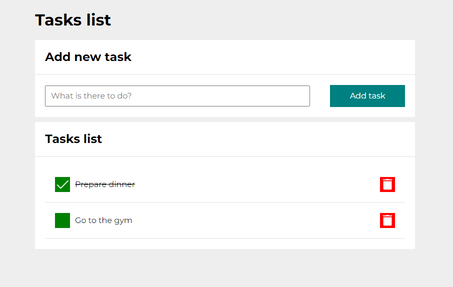 Tasks list
Add new task
What is there to do?
Add task
Tasks list
Prepare dinner
Go to the gym